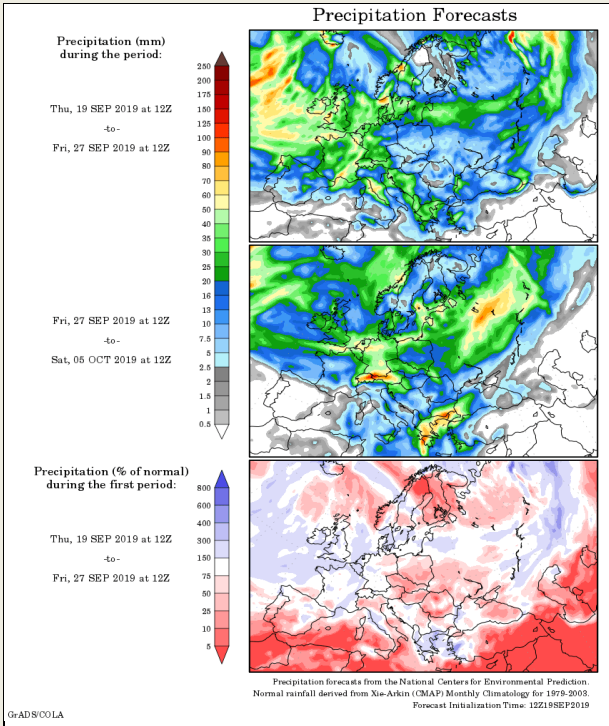 Precipitation Forecasts
Precipitation (mm)
during the period:
Thu, 19 SEP 2019 at 12Z
-to-
Fri, 27 SEP 2019 at 12Z
250
200
175
150
125
100
90
80
70
60
50
40
35
30
25
20
16
13
10
7.5
5
2.5
2
1.5
1
0.5
Fri, 27 SEP 2019 at 12Z
-to-
Sat, 05 OCT 2019 at 12Z
Precipitation (% of normal)
during the first period:
Thu, 19 SEP 2019 at 12Z
-to-
Fri, 27 SEP 2019 at 12Z
800
600
400
300
150
75
50
25
10
5
Precipitation forecasts from the National Centers for Environmental Prediction.
Normal rainfall derived from Xie-Arkin (CMAP) Monthly Climatology for 1979-2003.
Forecast Initialization Time: 12Z19SEP2019
GrADS/COLA